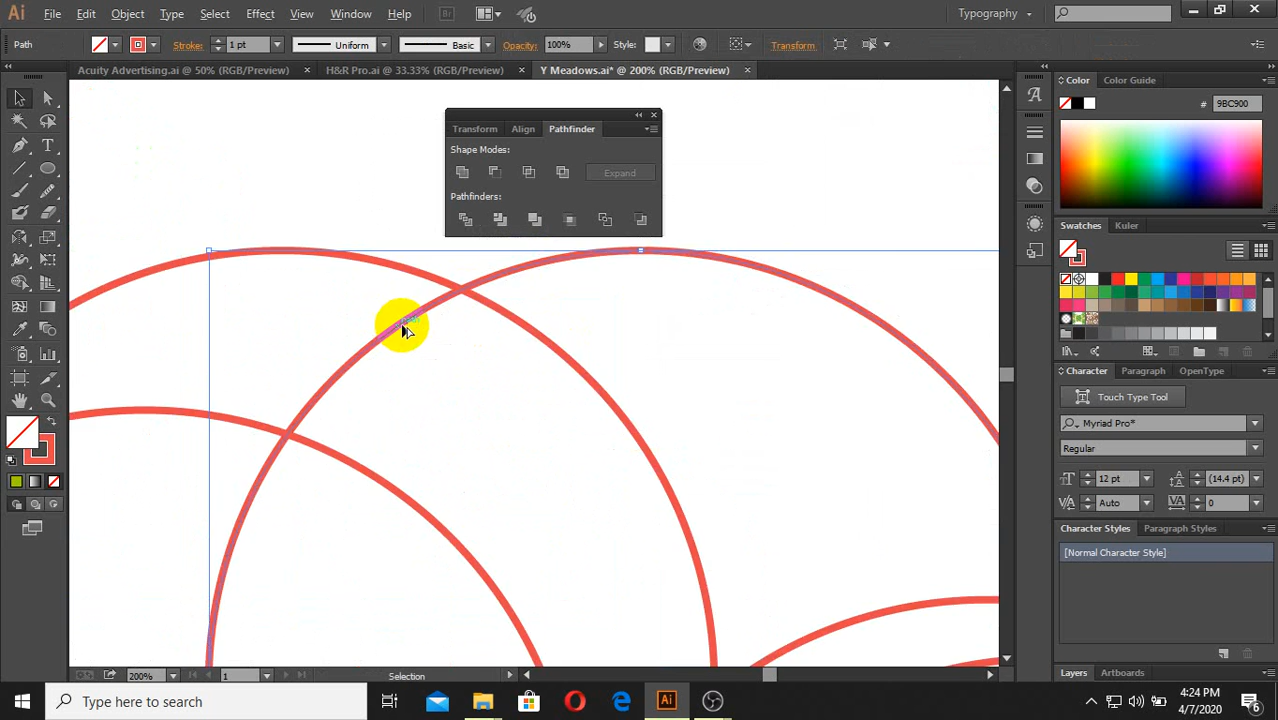 Ai File Edit Object Type Select Effect View Window Help Br Typography
Path Stroke: 1 pt Uniform Basic Opacity: 100% Style: Transform
Acuity Advertising.ai @ 50% (RGB/Preview) × H&R Pro.ai @ 33.33% (RGB/Preview) × Y Meadows.ai* @ 200% (RGB/Preview) ×
Color Color Guide
# 9BC900
Transform Align Pathfinder
Shape Modes:
Expand
Pathfinders:
Swatches Kuler
Character Paragraph OpenType
Touch Type Tool
Myriad Pro*
Regular
12 pt (14.4 pt)
Auto 0
Character Styles Paragraph Styles
[Normal Character Style]
200% 1 Selection
Layers Artboards
Type here to search
Ai
4:24 PM
4/7/2020
6